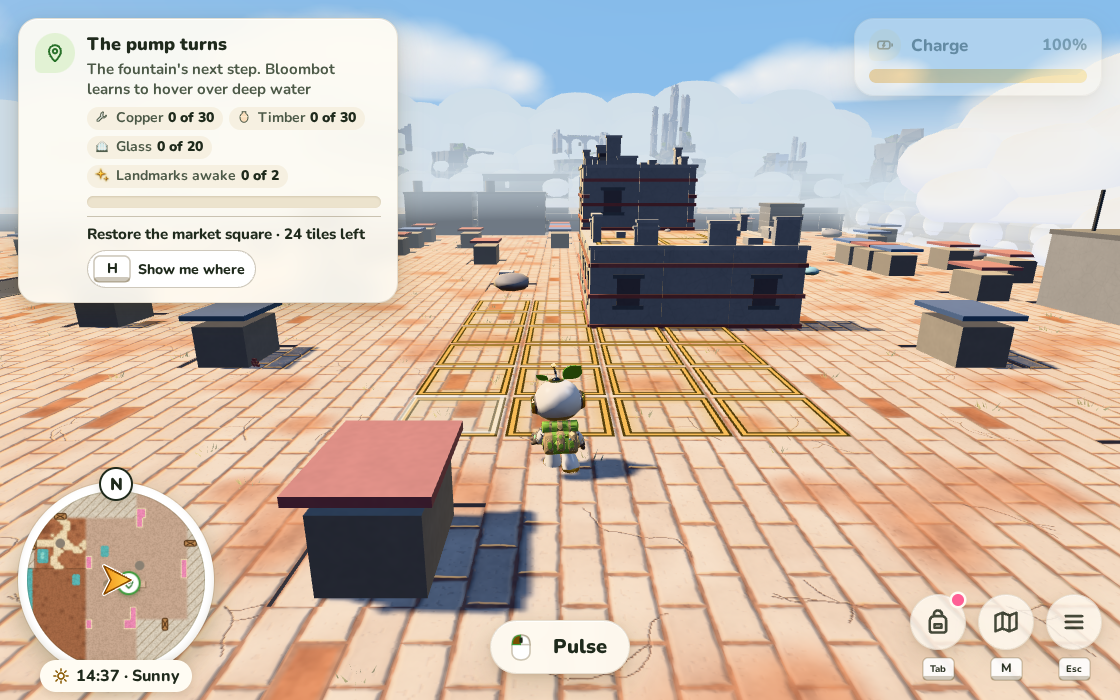 The pump turns
The fountain's next step. Bloombot
learns to hover over deep water
Copper 0 of 30 Timber 0 of 30
Glass 0 of 20
Landmarks awake 0 of 2
Restore the market square · 24 tiles left
H Show me where
Charge 100%
N
14:37 · Sunny
Pulse
Tab M Esc